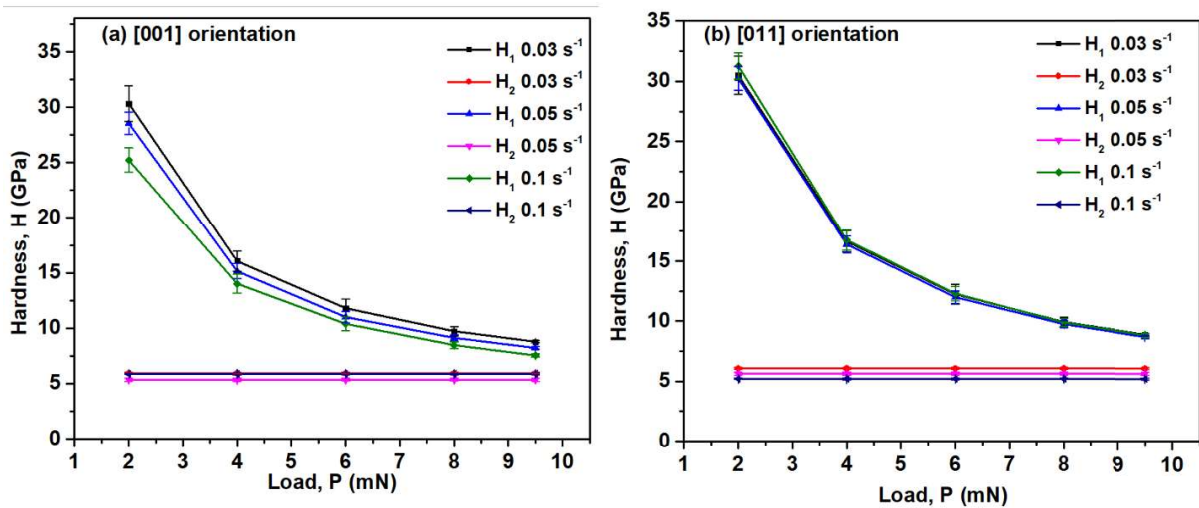 (a) [001] orientation
H₁ 0.03 s⁻¹
H₂ 0.03 s⁻¹
H₁ 0.05 s⁻¹
H₂ 0.05 s⁻¹
H₁ 0.1 s⁻¹
H₂ 0.1 s⁻¹
Hardness, H (GPa)
35
30
25
20
15
10
5
0
1 2 3 4 5 6 7 8 9 10
Load, P (mN)
(b) [011] orientation
H₁ 0.03 s⁻¹
H₂ 0.03 s⁻¹
H₁ 0.05 s⁻¹
H₂ 0.05 s⁻¹
H₁ 0.1 s⁻¹
H₂ 0.1 s⁻¹
Hardness, H (GPa)
35
30
25
20
15
10
5
0
1 2 3 4 5 6 7 8 9 10
Load, P (mN)